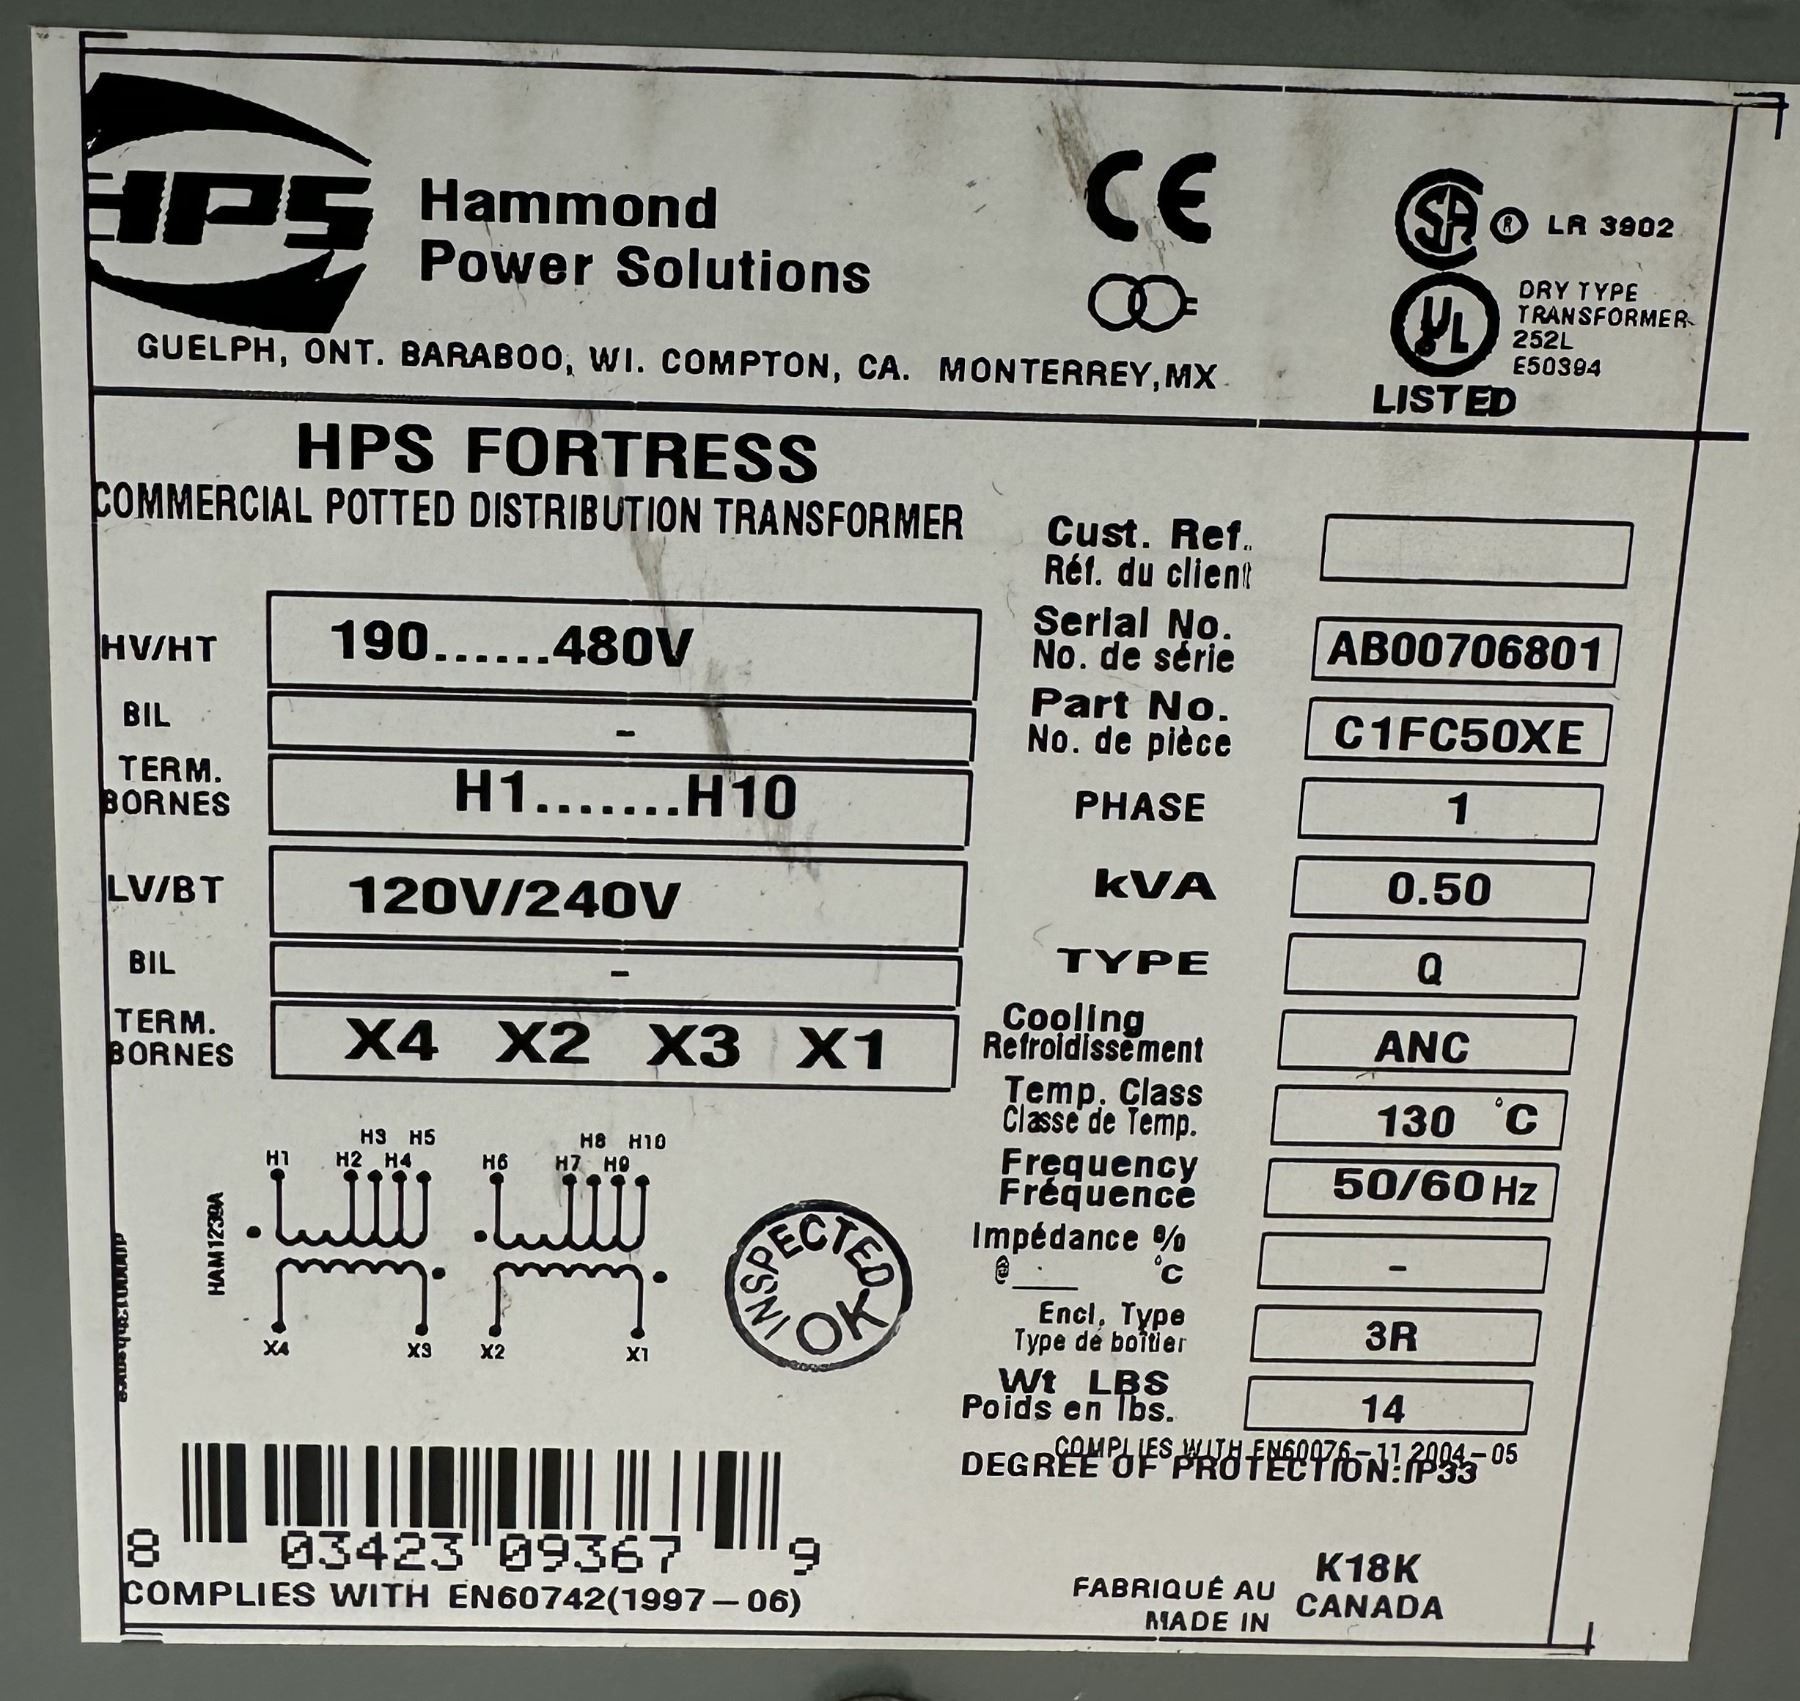 HPS
Hammond
Power Solutions
GUELPH, ONT. BARABOO, WI. COMPTON, CA. MONTERREY, MX
CE
SA ® LR 3902
UL
LISTED
DRY TYPE
TRANSFORMER
252L
E50394
HPS FORTRESS
COMMERCIAL POTTED DISTRIBUTION TRANSFORMER
HV/HT 190......480V
BIL -
TERM.
BORNES H1.......H10
LV/BT 120V/240V
BIL -
TERM.
BORNES X4 X2 X3 X1
Cust. Ref.
Réf. du client
Serial No.
No. de série AB00706801
Part No.
No. de pièce C1FC50XE
PHASE 1
kVA 0.50
TYPE Q
Cooling
Refroidissement ANC
Temp. Class
Classe de Temp. 130 °C
Frequency
Fréquence 50/60 Hz
Impédance %
@ ___ °C -
Encl. Type
Type de boîtier 3R
Wt LBS
Poids en lbs. 14
COMPLIES WITH EN60076-11 2004-05
DEGREE OF PROTECTION: IP33
H3 H5 H8 H10
H1 H2 H4 H6 H7 H9
HAM1239A
X4 X3 X2 X1
INSPECTED
OK
8 03423 09367 9
COMPLIES WITH EN60742(1997-06)
K18K
FABRIQUÉ AU
MADE IN CANADA